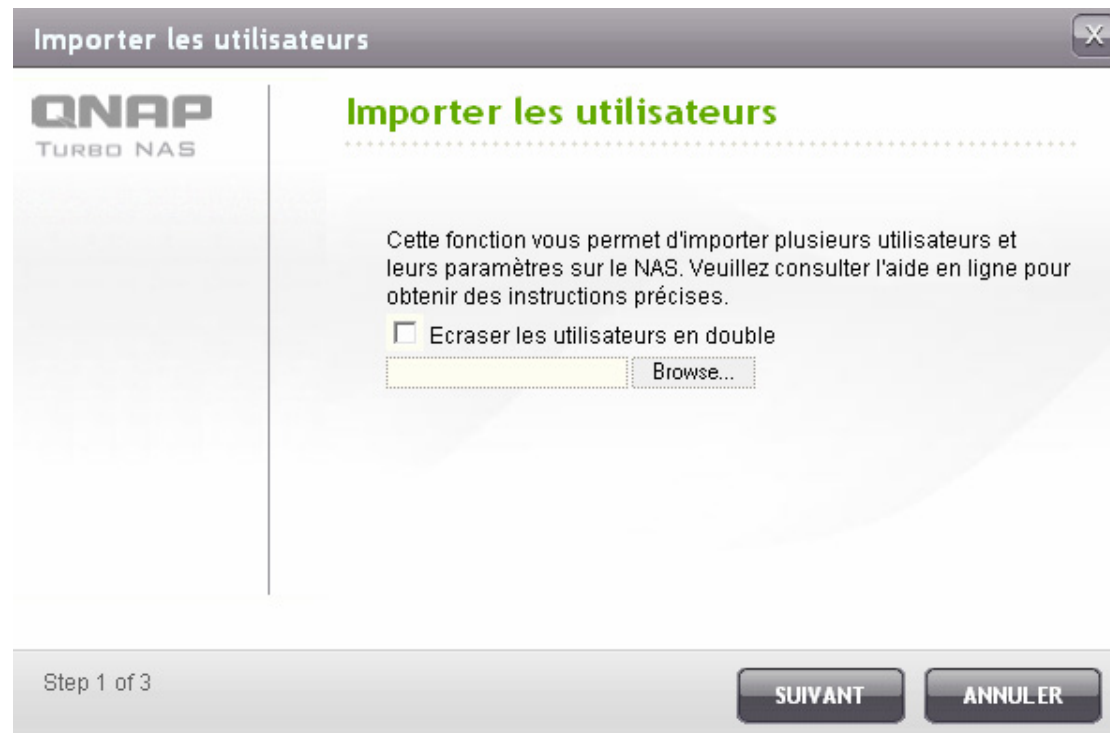 Importer les utilisateurs
X
QNAP
TURBO NAS
Importer les utilisateurs
Cette fonction vous permet d'importer plusieurs utilisateurs et
leurs paramètres sur le NAS. Veuillez consulter l'aide en ligne pour
obtenir des instructions précises.
Ecraser les utilisateurs en double
Browse...
Step 1 of 3
SUIVANT
ANNULER